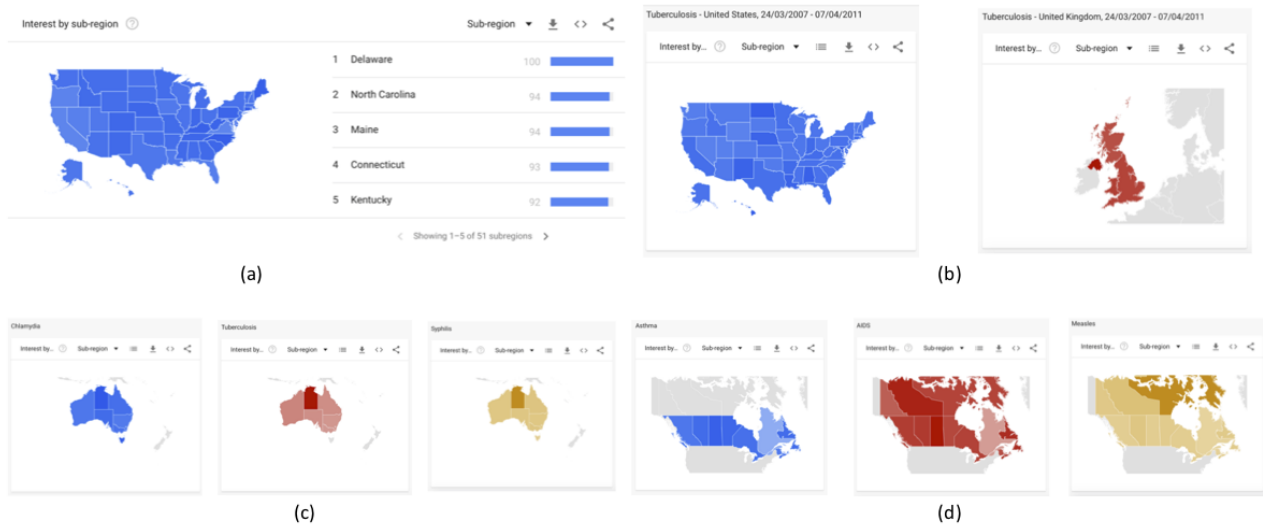 Interest by sub-region
Sub-region
1 Delaware 100
2 North Carolina 94
3 Maine 94
4 Connecticut 93
5 Kentucky 92
Showing 1–5 of 51 subregions
(a)
Tuberculosis - United States, 24/03/2007 - 07/04/2011
Interest by... Sub-region
Tuberculosis - United Kingdom, 24/03/2007 - 07/04/2011
Interest by... Sub-region
(b)
Chlamydia
Interest by... Sub-region
Tuberculosis
Interest by... Sub-region
Syphilis
Interest by... Sub-region
(c)
Asthma
Interest by... Sub-region
AIDS
Interest by... Sub-region
Measles
Interest by... Sub-region
(d)